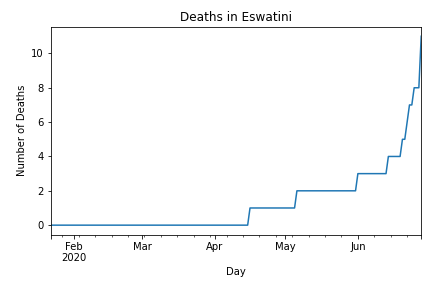 Deaths in Eswatini
Number of Deaths
10
8
6
4
2
0
Feb
2020
Mar
Apr
May
Jun
Day